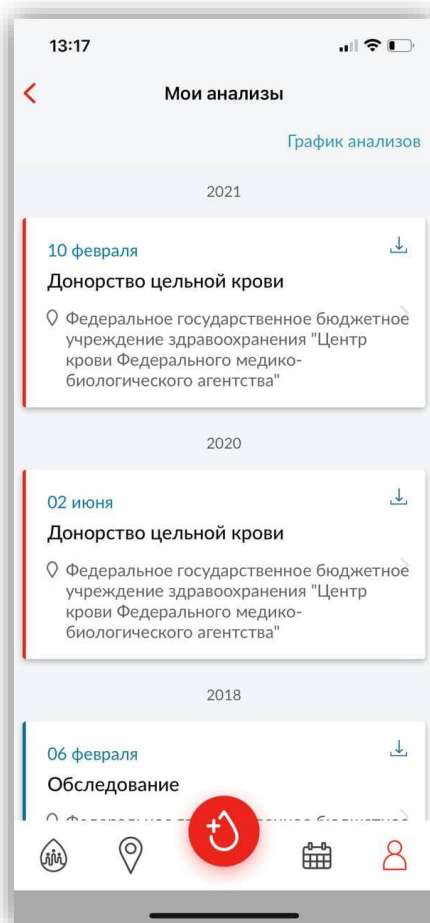 13:17
Мои анализы
График анализов
2021
10 февраля
Донорство цельной крови
Федеральное государственное бюджетное
учреждение здравоохранения "Центр
крови Федерального медико-
биологического агентства"
2020
02 июня
Донорство цельной крови
Федеральное государственное бюджетное
учреждение здравоохранения "Центр
крови Федерального медико-
биологического агентства"
2018
06 февраля
Обследование